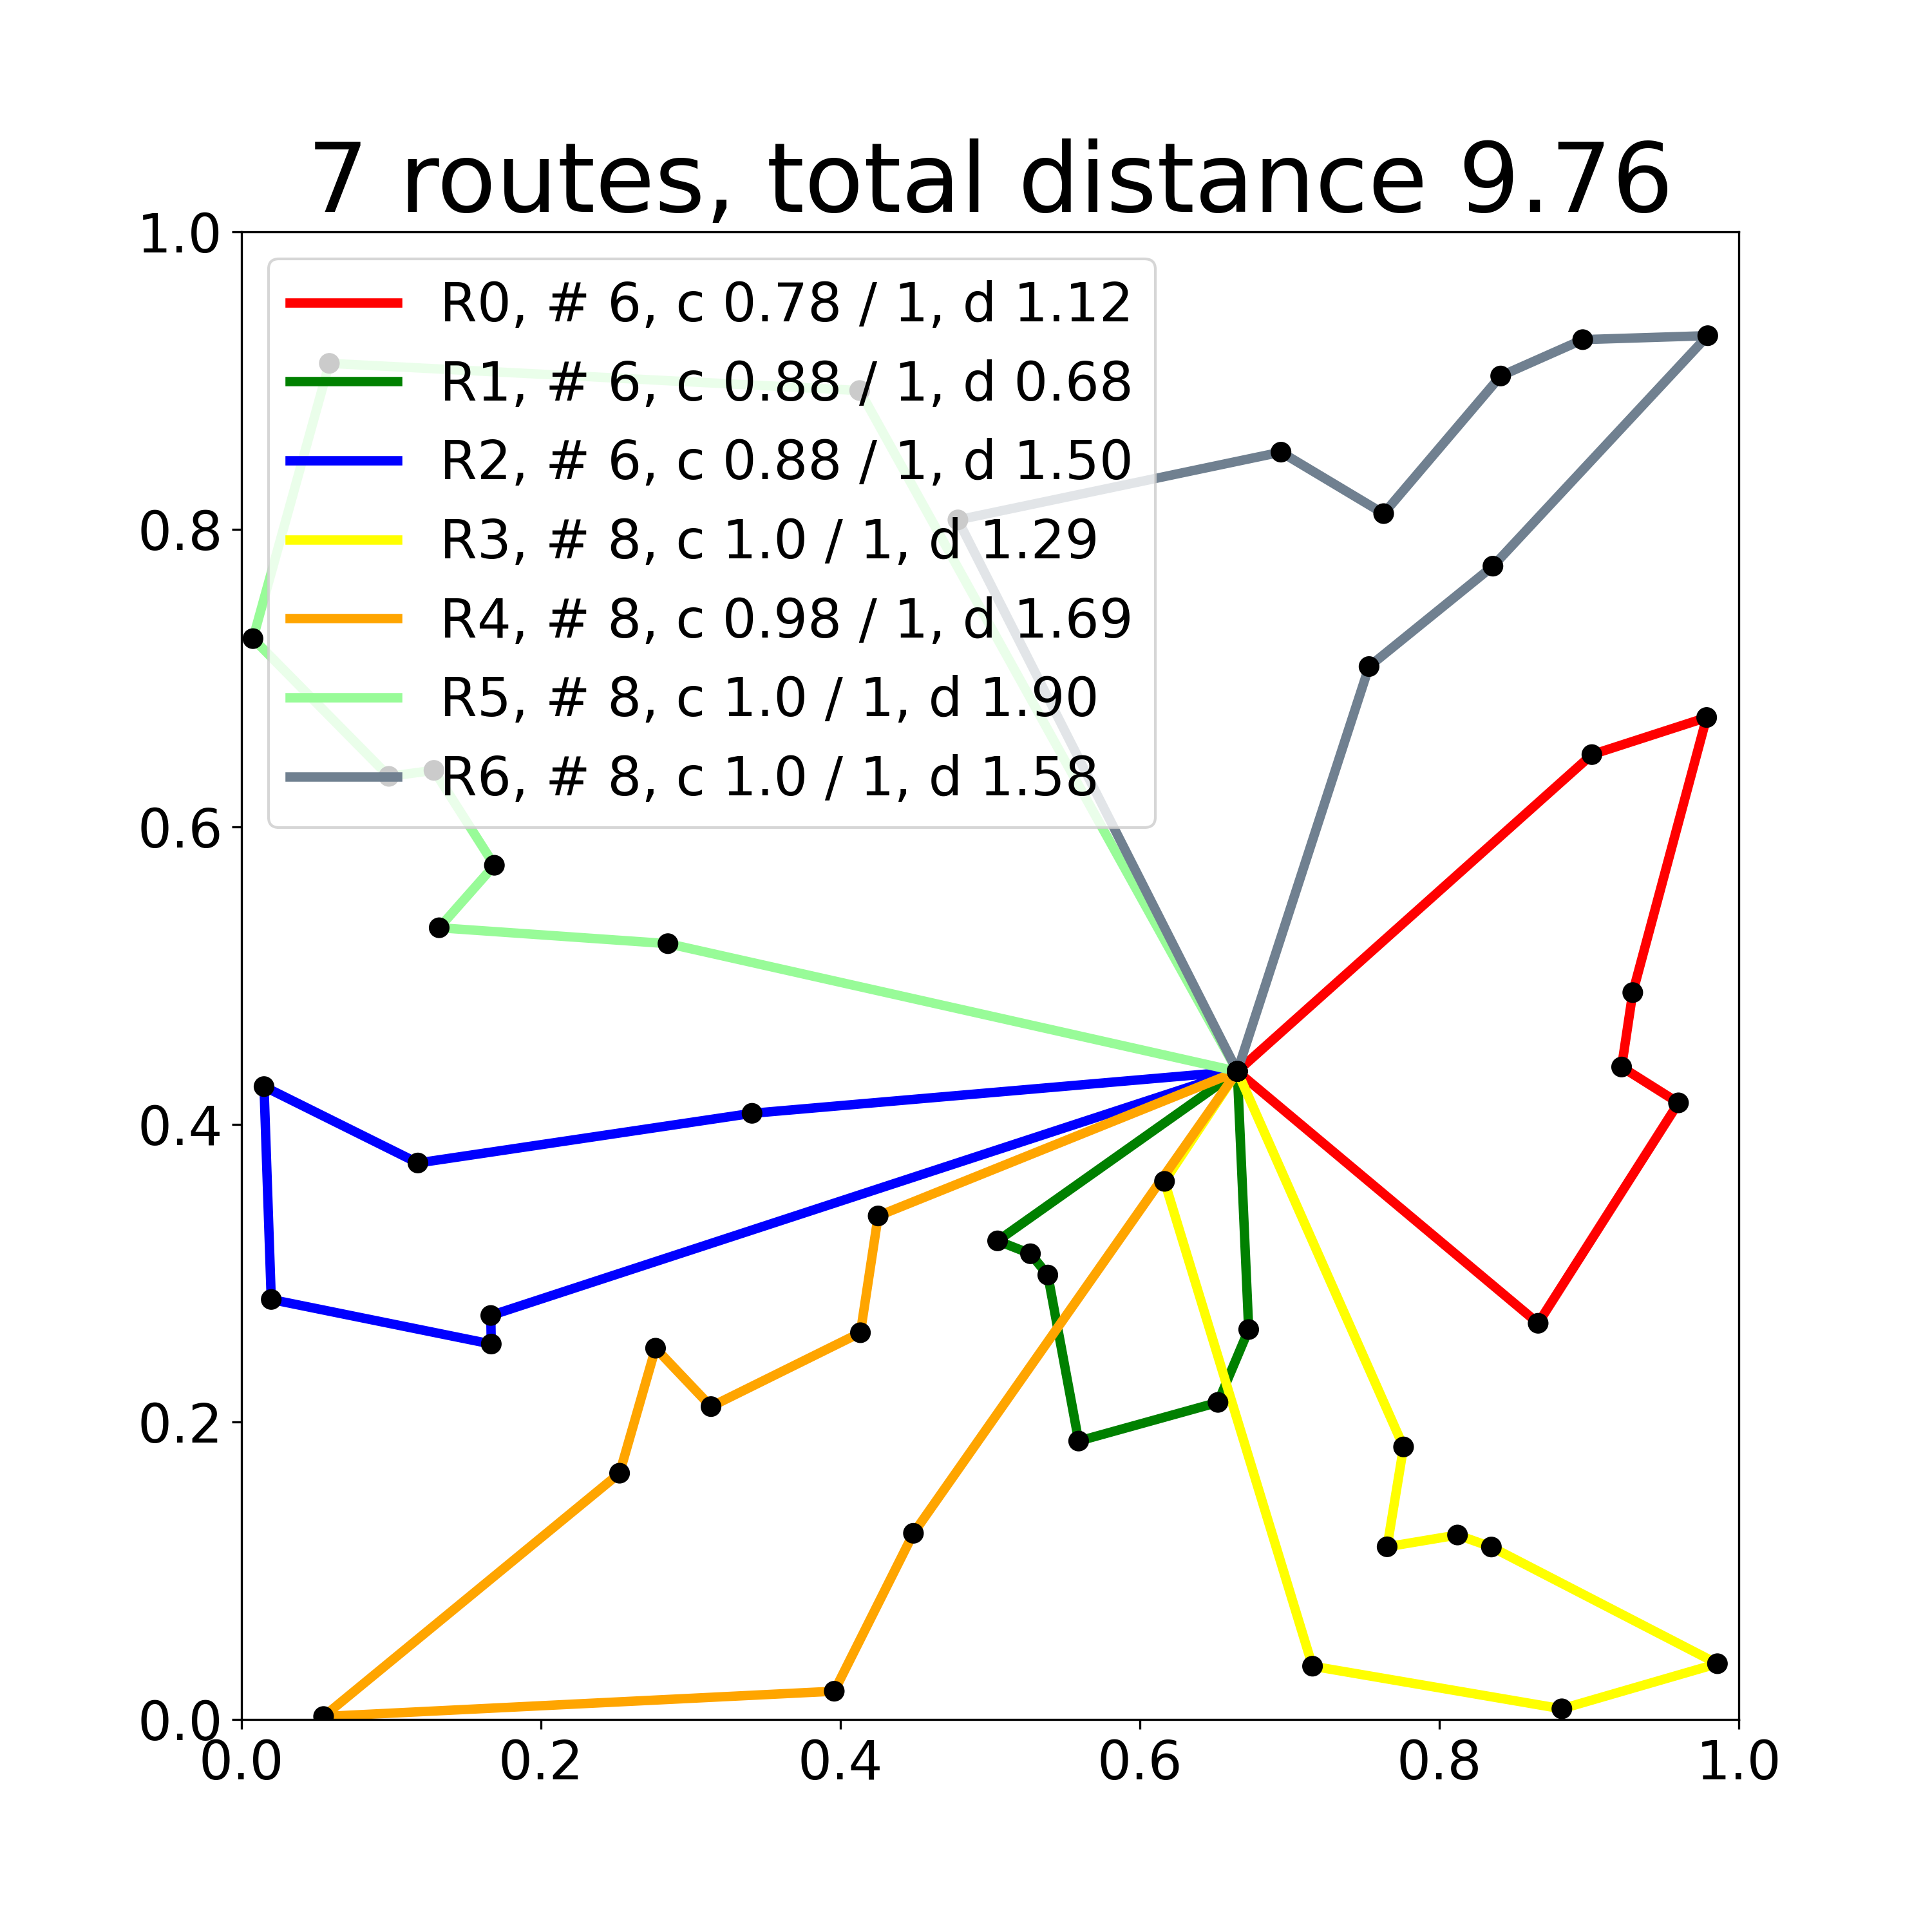 7 routes, total distance 9.76
1.0
0.8
0.6
0.4
0.2
0.0
R0, # 6, c 0.78 / 1, d 1.12
R1, # 6, c 0.88 / 1, d 0.68
R2, # 6, c 0.88 / 1, d 1.50
R3, # 8, c 1.0 / 1, d 1.29
R4, # 8, c 0.98 / 1, d 1.69
R5, # 8, c 1.0 / 1, d 1.90
R6, # 8, c 1.0 / 1, d 1.58
0.0 0.2 0.4 0.6 0.8 1.0